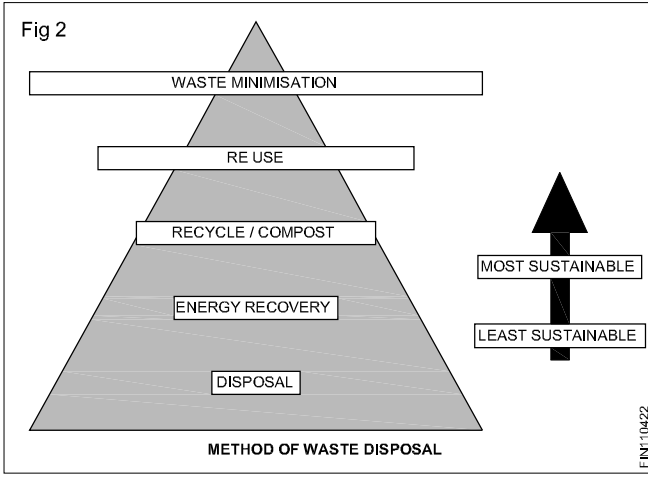 Fig 2
WASTE MINIMISATION
RE USE
RECYCLE / COMPOST
ENERGY RECOVERY
DISPOSAL
MOST SUSTAINABLE
LEAST SUSTAINABLE
METHOD OF WASTE DISPOSAL
FIN110422